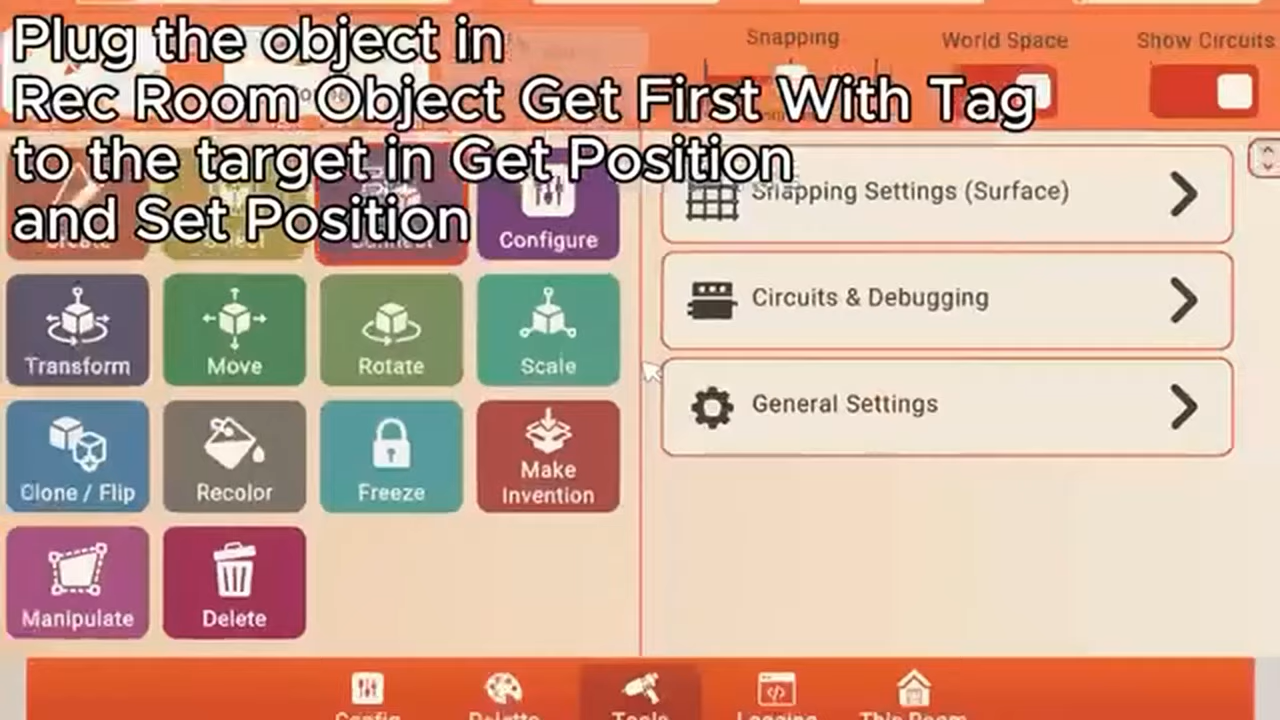 Plug the object in
Rec Room Object Get First With Tag
to the target in Get Position
and Set Position
Snapping
World Space
Show Circuits
Configure
Transform
Move
Rotate
Scale
Clone / Flip
Recolor
Freeze
Make
Invention
Manipulate
Delete
Snapping Settings (Surface)
Circuits & Debugging
General Settings